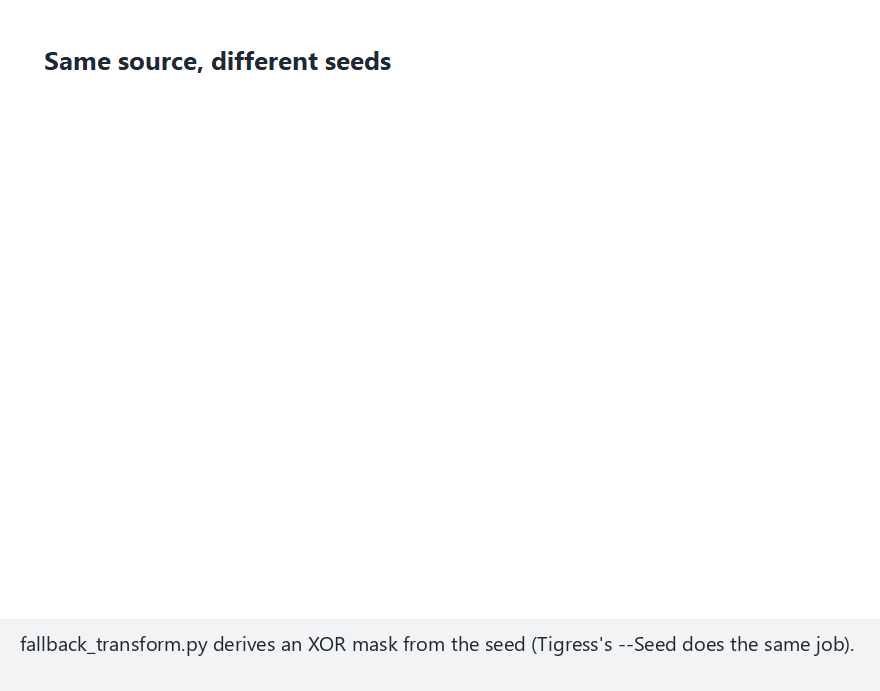 Same source, different seeds
fallback_transform.py derives an XOR mask from the seed (Tigress's --Seed does the same job).